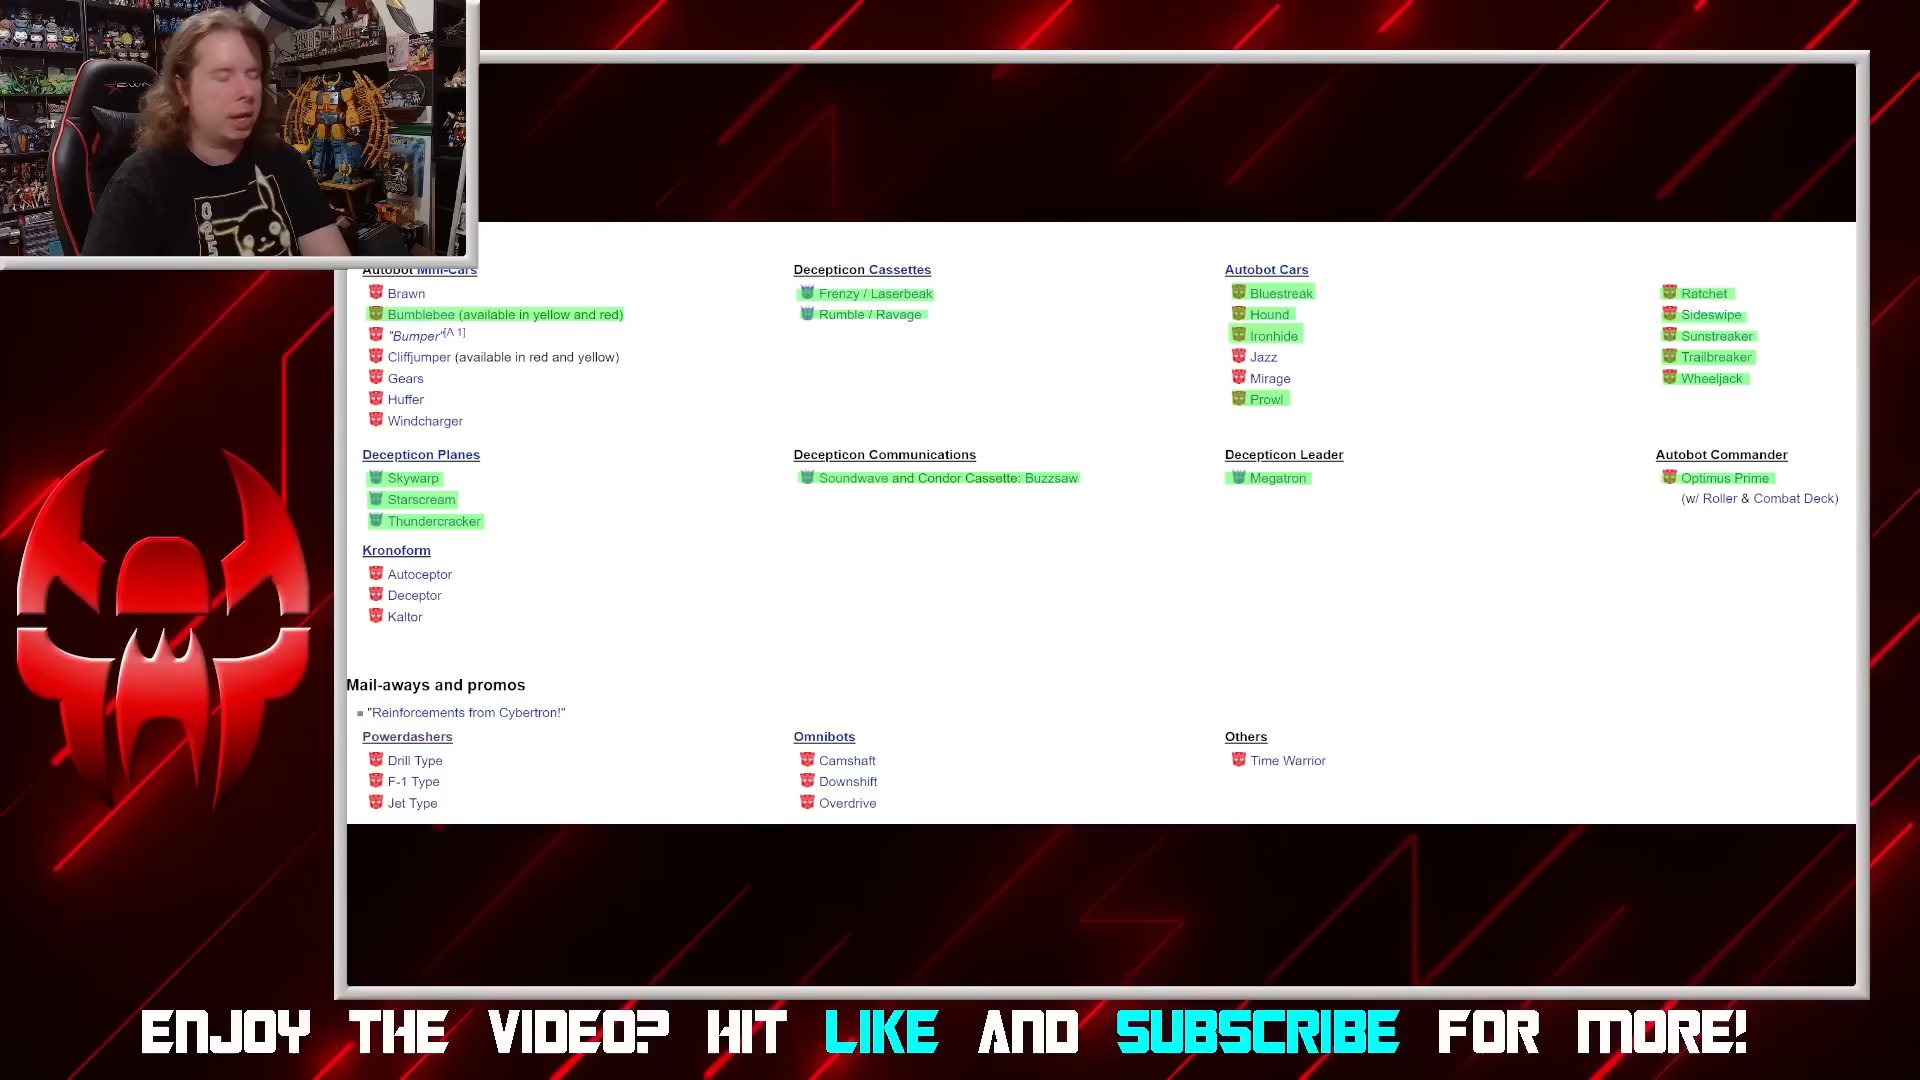 Autobot Mini-Cars
Brawn
Bumblebee (available in yellow and red)
"Bumper"[A 1]
Cliffjumper (available in red and yellow)
Gears
Huffer
Windcharger
Decepticon Cassettes
Frenzy / Laserbeak
Rumble / Ravage
Autobot Cars
Bluestreak
Hound
Ironhide
Jazz
Mirage
Prowl
Ratchet
Sideswipe
Sunstreaker
Trailbreaker
Wheeljack
Decepticon Planes
Skywarp
Starscream
Thundercracker
Decepticon Communications
Soundwave and Condor Cassette: Buzzsaw
Decepticon Leader
Megatron
Autobot Commander
Optimus Prime
(w/ Roller & Combat Deck)
Kronoform
Autoceptor
Deceptor
Kaltor
Mail-aways and promos
"Reinforcements from Cybertron!"
Powerdashers
Drill Type
F-1 Type
Jet Type
Omnibots
Camshaft
Downshift
Overdrive
Others
Time Warrior
ENJOY THE VIDEO? HIT LIKE AND SUBSCRIBE FOR MORE!